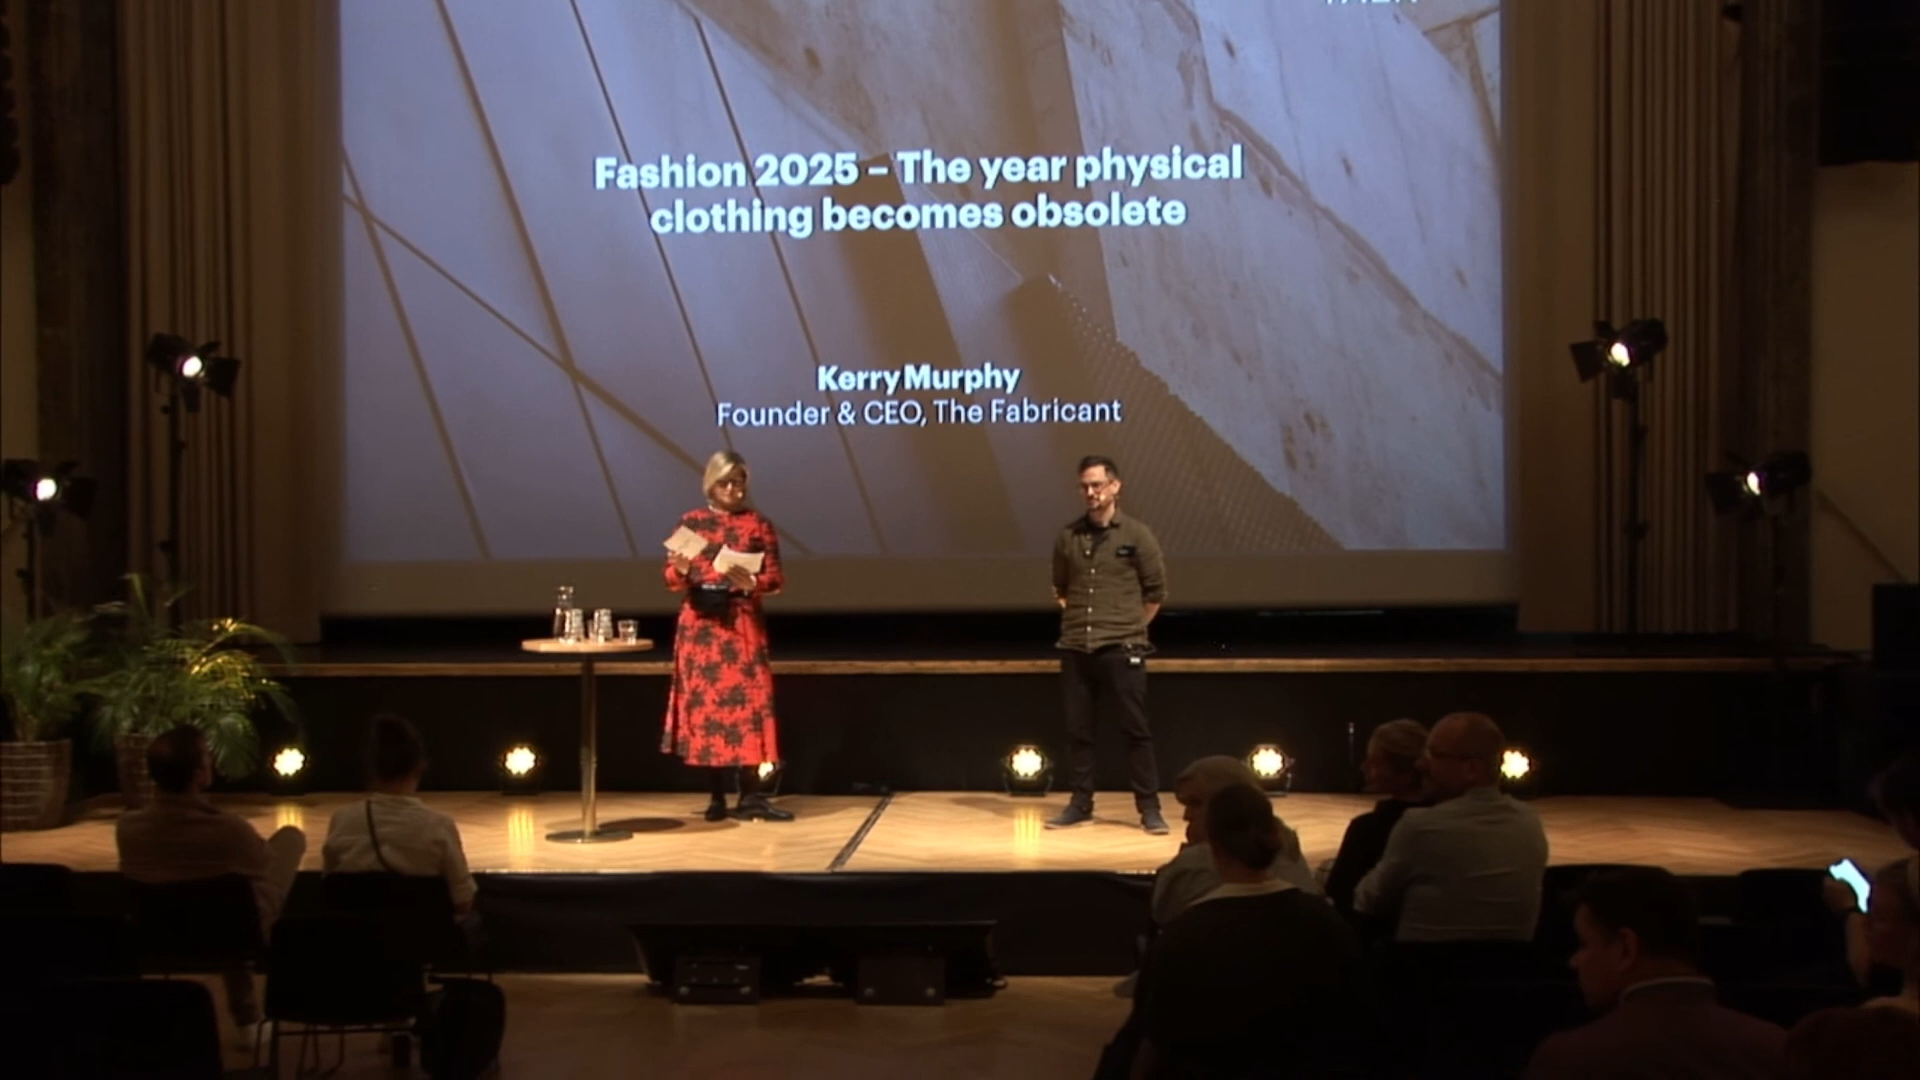 Fashion 2025 – The year physical
clothing becomes obsolete
Kerry Murphy
Founder & CEO, The Fabricant